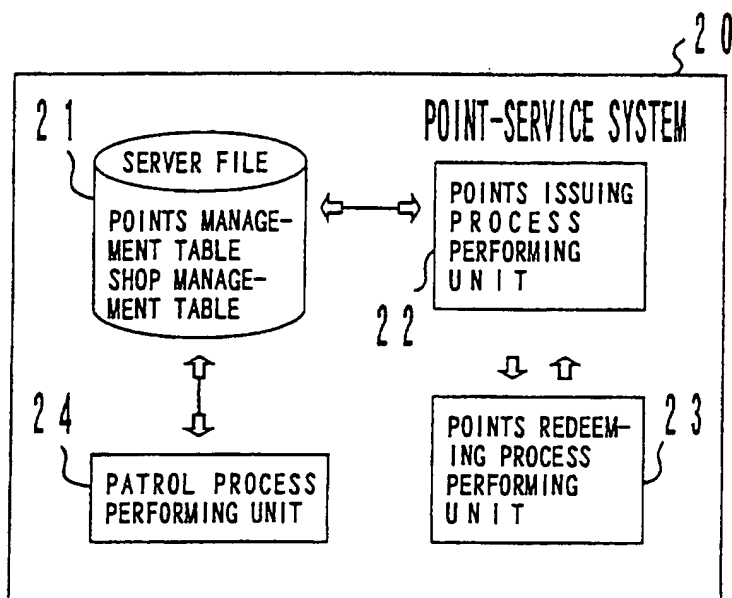 20
POINT-SERVICE SYSTEM
21
SERVER FILE
POINTS MANAGE-
MENT TABLE
SHOP MANAGE-
MENT TABLE
POINTS ISSUING
PROCESS
PERFORMING
UNIT
22
24
PATROL PROCESS
PERFORMING UNIT
POINTS REDEEM-
ING PROCESS
PERFORMING
UNIT
23